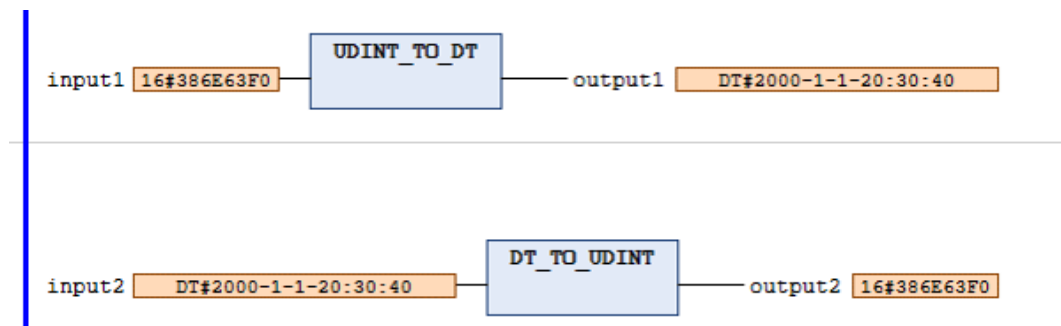 UDINT_TO_DT
input1 16#386E63F0 output1 DT#2000-1-1-20:30:40
DT_TO_UDINT
input2 DT#2000-1-1-20:30:40 output2 16#386E63F0